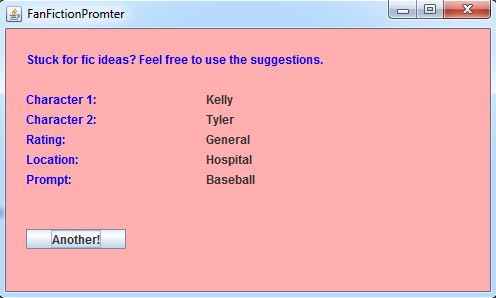 FanFictionPromter
Stuck for fic ideas? Feel free to use the suggestions.
Character 1: Kelly
Character 2: Tyler
Rating: General
Location: Hospital
Prompt: Baseball
Another!